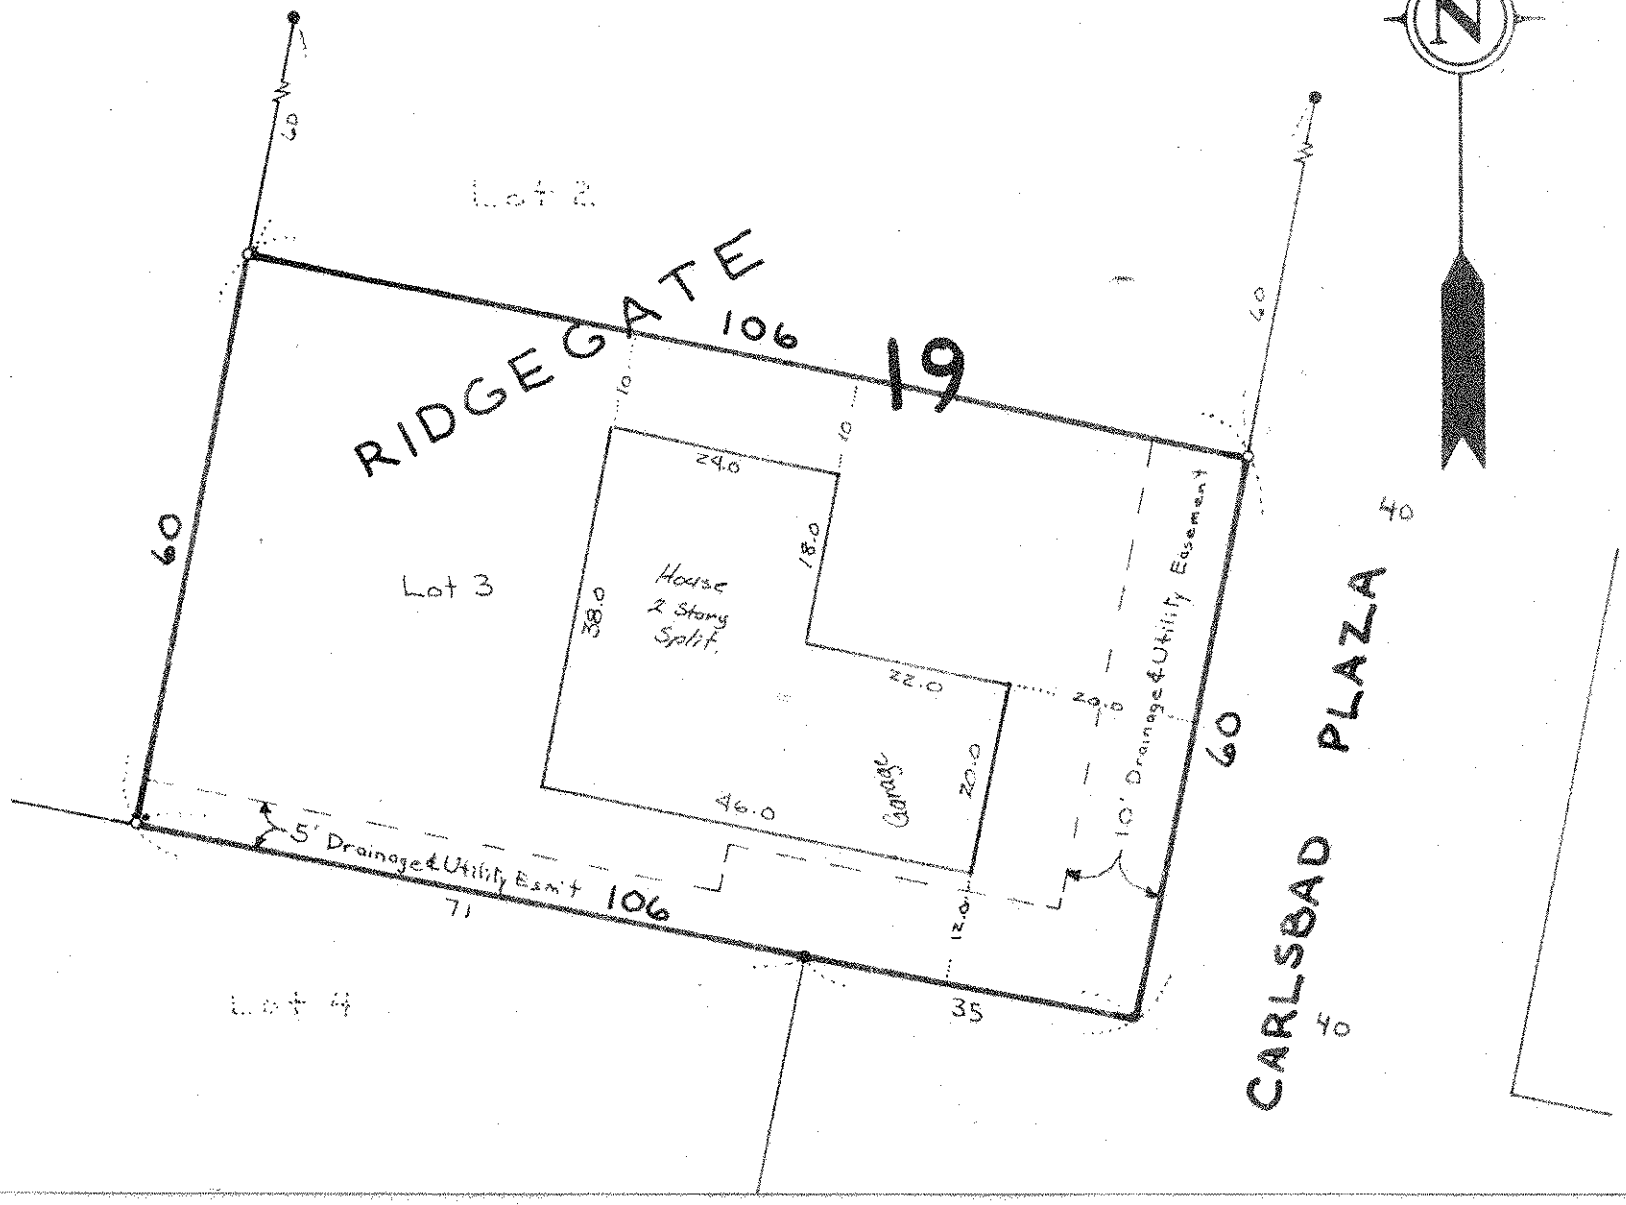 N
60
Lot 2
RIDGEGATE
106
19
60
10
10
24.0
40
60
18.0
Lot 3
38.0
House
2 Story
Split.
10' Drainage & Utility Easement
22.0
20.0
60
CARLSBAD PLAZA
20.0
Garage
46.0
5' Drainage & Utility Esm't
106
71
12.0
35
Lot 4
40